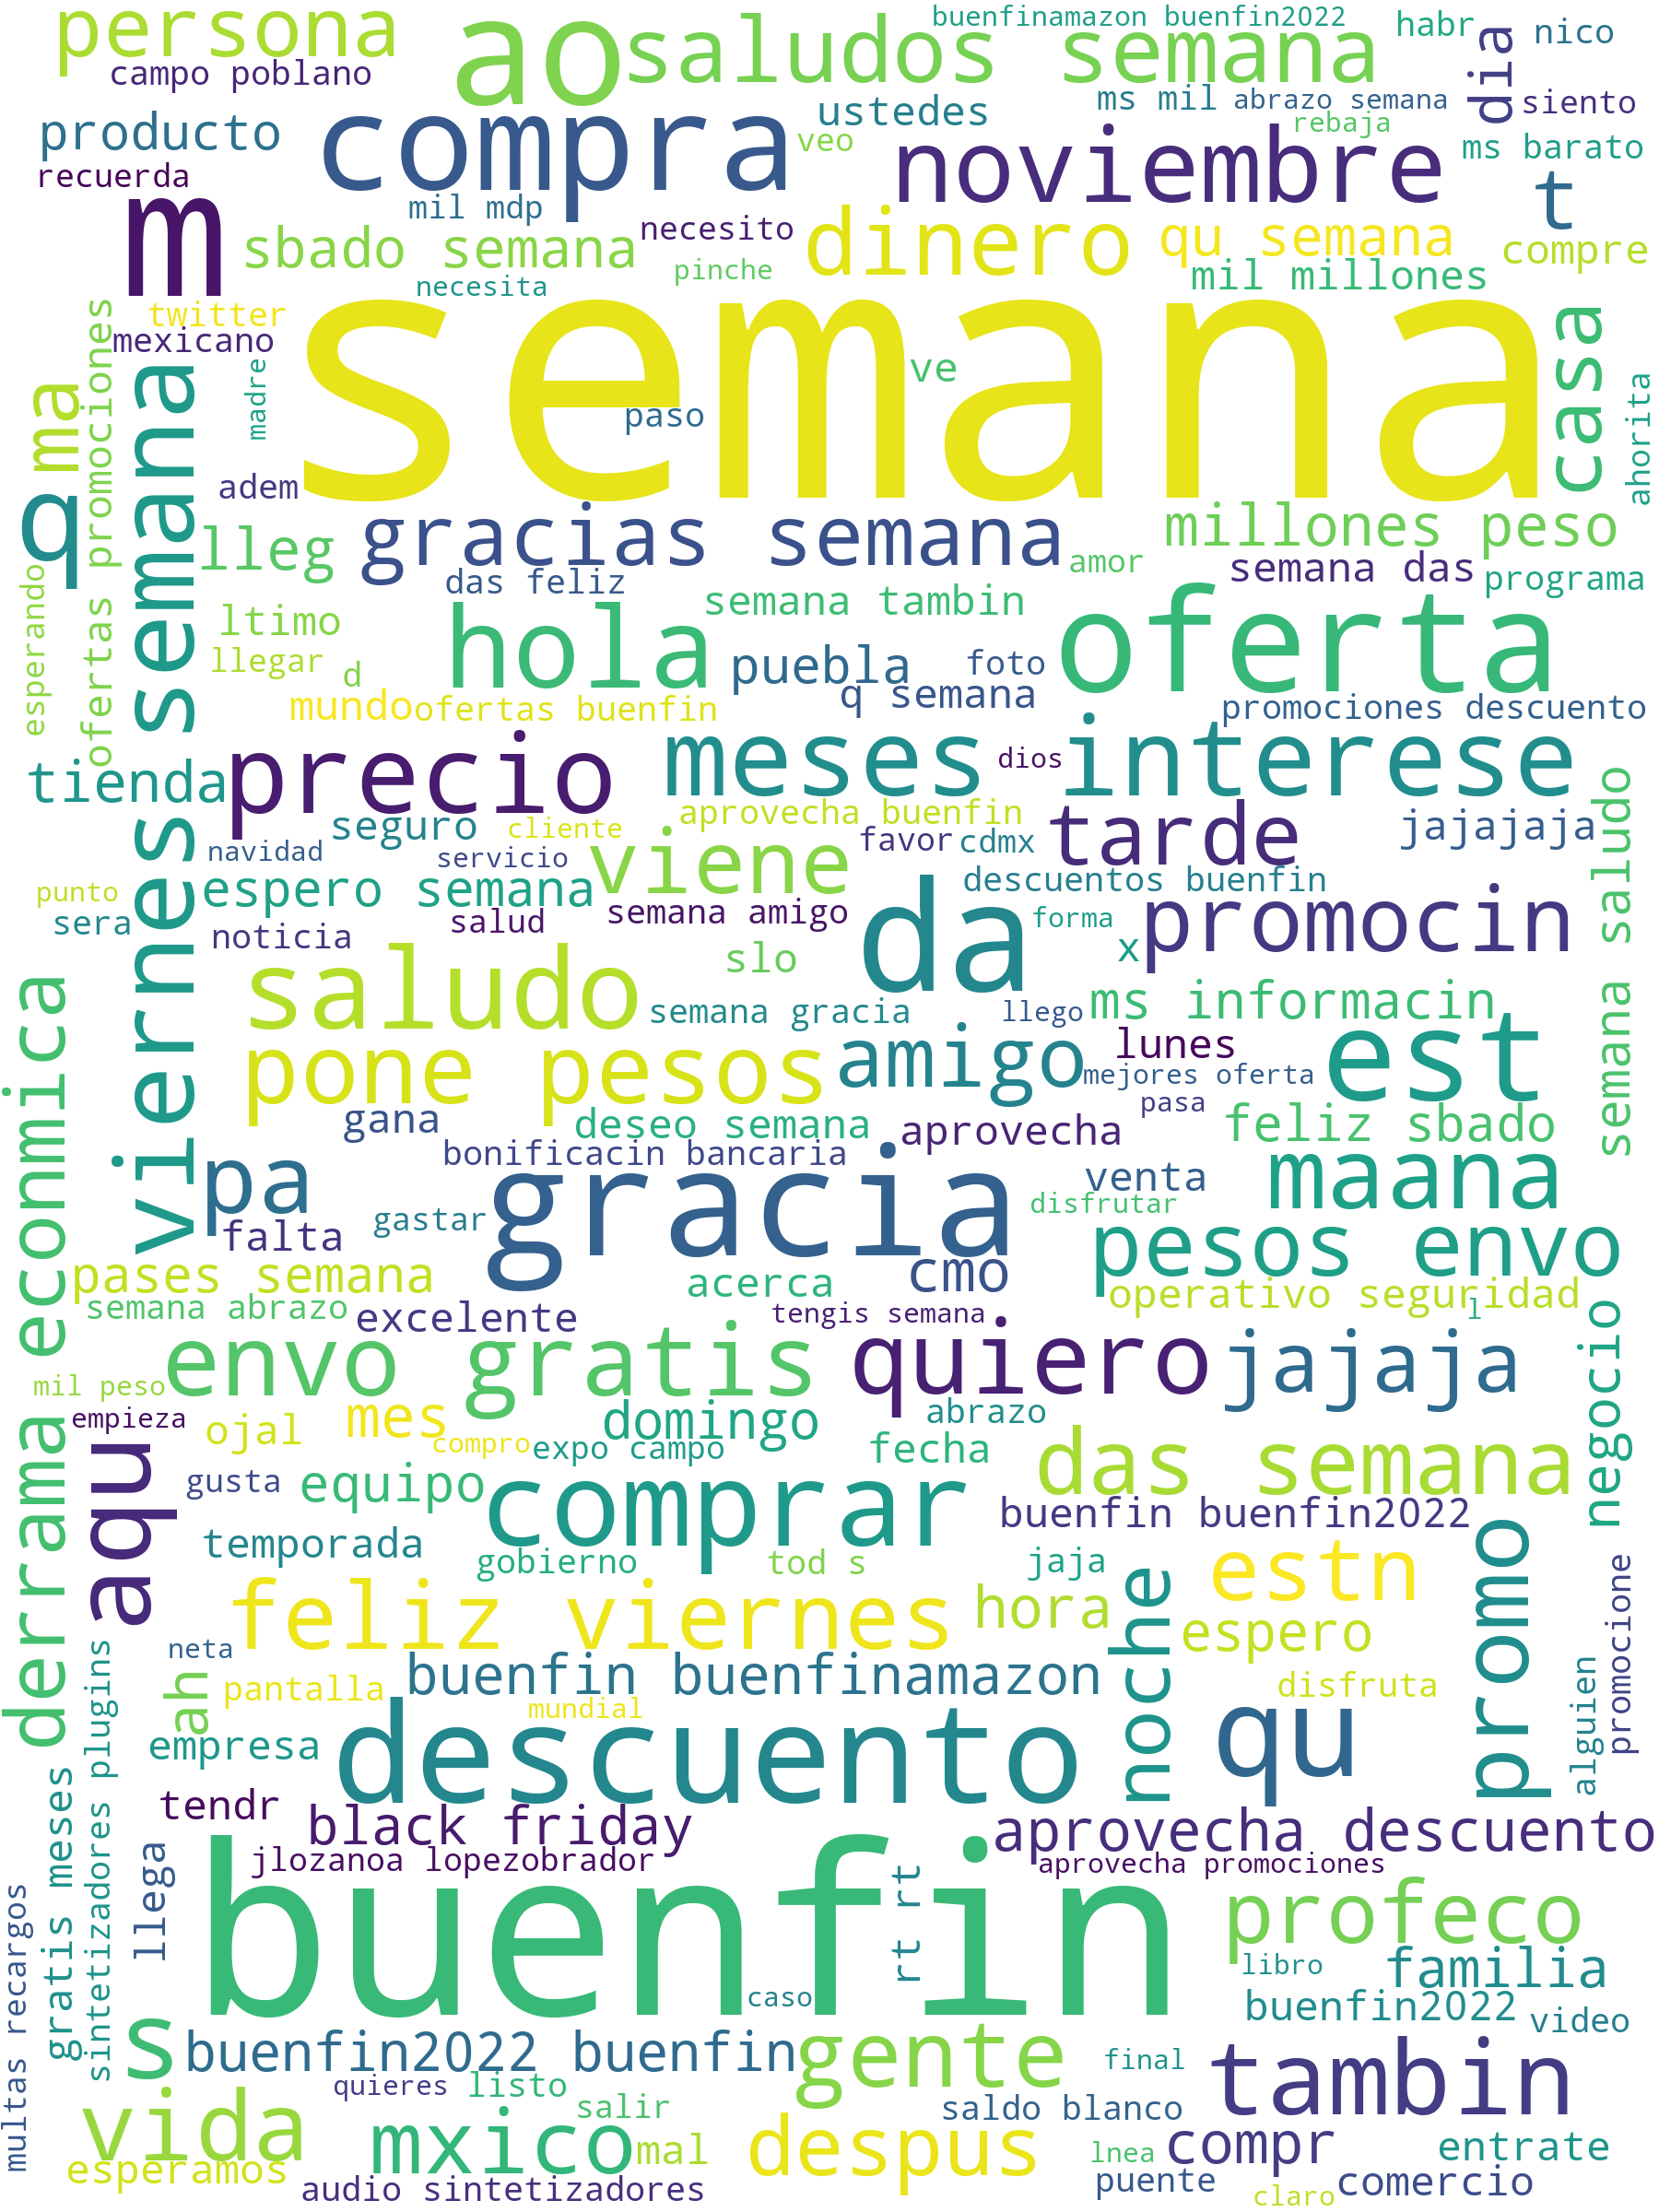 persona
ao
saludos semana
buenfinamazon buenfin2022
habr
nico
campo poblano
dia
producto
compra
ustedes
ms mil
abrazo semana
siento
veo
rebaja
noviembre
ms barato
recuerda
m
mil mdp
necesito
t
sbado semana
dinero
qu semana
compre
pinche
necesita
mil millones
twitter
mexicano
semana
ofertas promociones
viernes semana
madre
ve
paso
casa
ahorita
ma
adem
q
lleg
gracias semana
millones peso
amor
semana das
programa
das feliz
esperando
ltimo
hola
semana tambin
oferta
llegar
d
puebla
foto
q semana
mundo
ofertas buenfin
promociones descuento
tienda
precio
meses
dios
interese
seguro
cliente
aprovecha buenfin
favor
cdmx
tarde
jajajaja
semana saludo
navidad
servicio
viene
punto
espero semana
descuentos buenfin
sera
noticia
salud
semana amigo
da
forma
x
promocin
slo
saludo
semana gracia
llego
ms informacin
derrama econmica
pone pesos
amigo
lunes
est
mejores oferta
pasa
gana
deseo semana
aprovecha
feliz sbado
bonificacin bancaria
pa
gracia
venta
maana
gastar
disfrutar
falta
pesos envo
pases semana
acerca
cmo
operativo seguridad
semana abrazo
excelente
tengis semana
l
negocio
envo gratis
quiero
jajaja
mil peso
empieza
ojal
mes
domingo
abrazo
compro
expo campo
fecha
das semana
aqu
gusta
equipo
comprar
buenfin buenfin2022
temporada
gobierno
tod s
jaja
estn
promo
feliz viernes
hora
noche
espero
promocione
neta
sintetizadores plugins
ah
pantalla
buenfin buenfinamazon
disfruta
alguien
mundial
empresa
descuento
qu
gratis meses
tendr
black friday
aprovecha descuento
jlozanoa lopezobrador
aprovecha promociones
llega
buenfin
rt rt
profeco
multas recargos
libro
familia
caso
buenfin2022
video
s
buenfin2022 buenfin
gente
final
tambin
quieres
listo
vida
salir
saldo blanco
mxico
mal
despus
lnea
compr
entrate
esperamos
audio sintetizadores
puente
claro
comercio